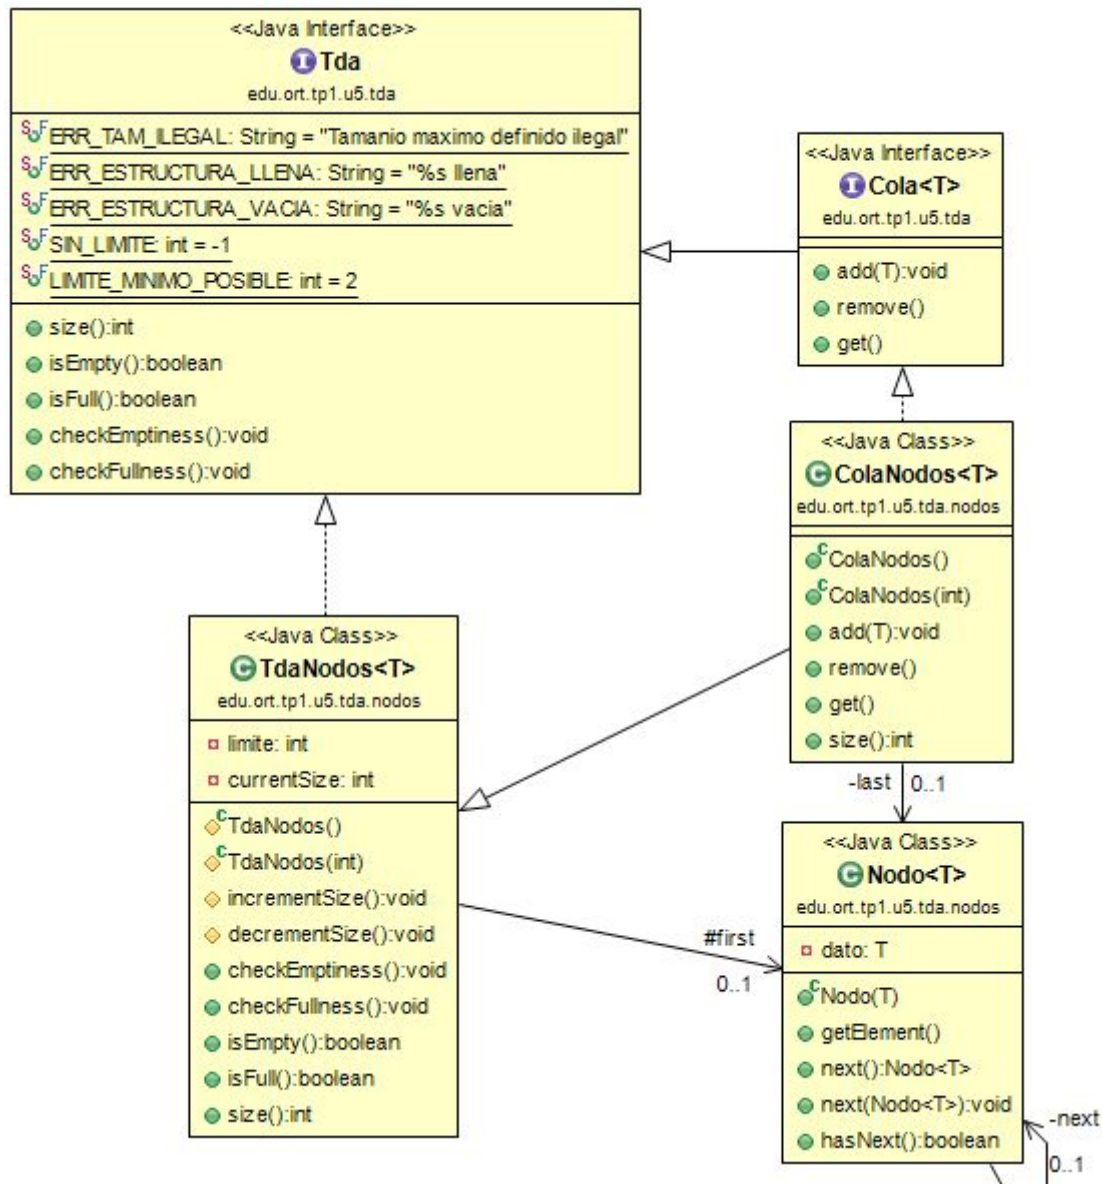 <<Java Interface>>
I Tda
edu.ort.tp1.u5.tda
S F ERR_TAM_ILEGAL: String = "Tamanio maximo definido ilegal"
S F ERR_ESTRUCTURA_LLENA: String = "%s llena"
S F ERR_ESTRUCTURA_VACIA: String = "%s vacia"
S F SIN_LIMITE: int = -1
S F LIMITE_MINIMO_POSIBLE: int = 2
size():int
isEmpty():boolean
isFull():boolean
checkEmptiness():void
checkFullness():void
<<Java Interface>>
I Cola<T>
edu.ort.tp1.u5.tda
add(T):void
remove()
get()
<<Java Class>>
C ColaNodos<T>
edu.ort.tp1.u5.tda.nodos
C ColaNodos()
C ColaNodos(int)
add(T):void
remove()
get()
size():int
<<Java Class>>
C TdaNodos<T>
edu.ort.tp1.u5.tda.nodos
limite: int
currentSize: int
C TdaNodos()
C TdaNodos(int)
incrementSize():void
decrementSize():void
checkEmptiness():void
checkFullness():void
isEmpty():boolean
isFull():boolean
size():int
-last 0..1
#first
0..1
<<Java Class>>
C Nodo<T>
edu.ort.tp1.u5.tda.nodos
dato: T
C Nodo(T)
getElement()
next():Nodo<T>
next(Nodo<T>):void
hasNext():boolean
-next
0..1